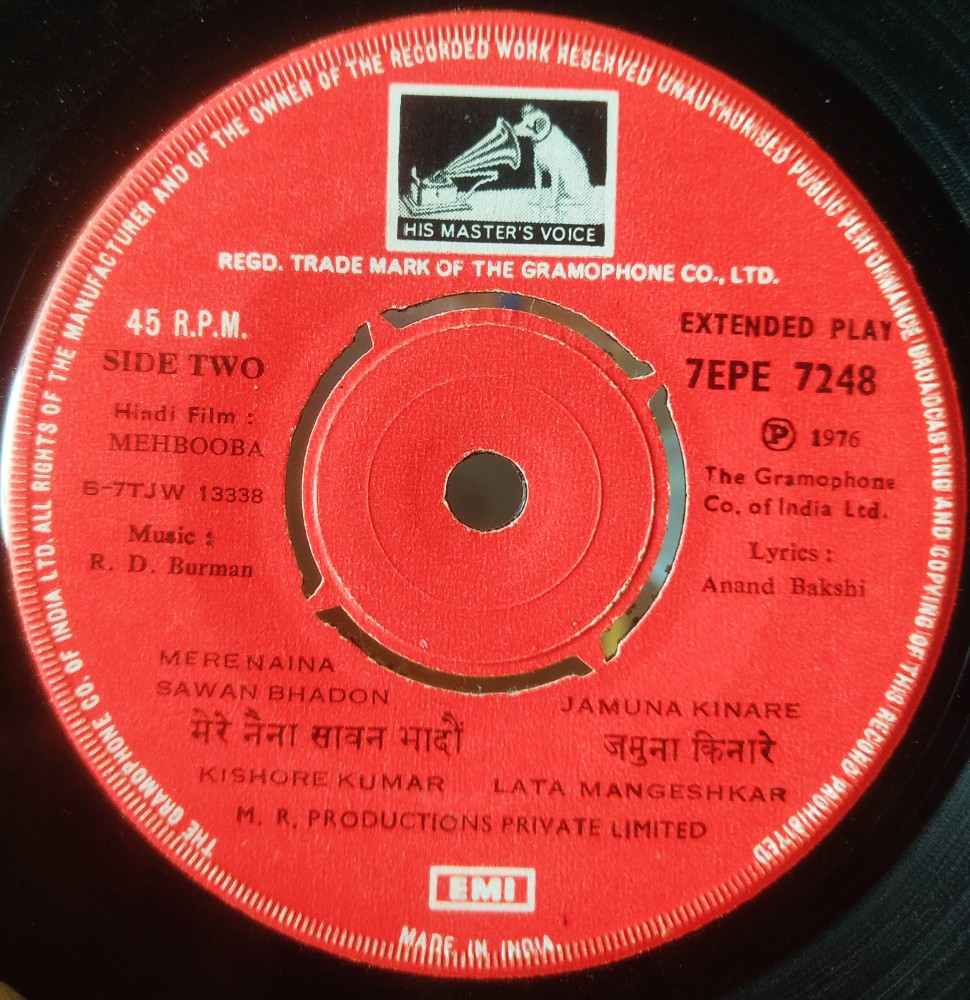 THE GRAMOPHONE CO. OF INDIA LTD. ALL RIGHTS OF THE MANUFACTURER AND OF THE OWNER OF THE RECORDED WORK RESERVED UNAUTHORISED PUBLIC PERFORMANCE BROADCASTING AND COPYING OF THIS RECORD PROHIBITED
HIS MASTER'S VOICE
REGD. TRADE MARK OF THE GRAMOPHONE CO., LTD.
45 R.P.M.
SIDE TWO
Hindi Film :
MEHBOOBA
B-7TJW 13338
Music :
R. D. Burman
EXTENDED PLAY
7EPE 7248
Ⓟ 1976
The Gramophone
Co. of India Ltd.
Lyrics :
Anand Bakshi
MERE NAINA
SAWAN BHADON
मेरे नैना सावन भादौं
KISHORE KUMAR
JAMUNA KINARE
जमुना किनारे
LATA MANGESHKAR
M. R. PRODUCTIONS PRIVATE LIMITED
EMI
MADE IN INDIA.